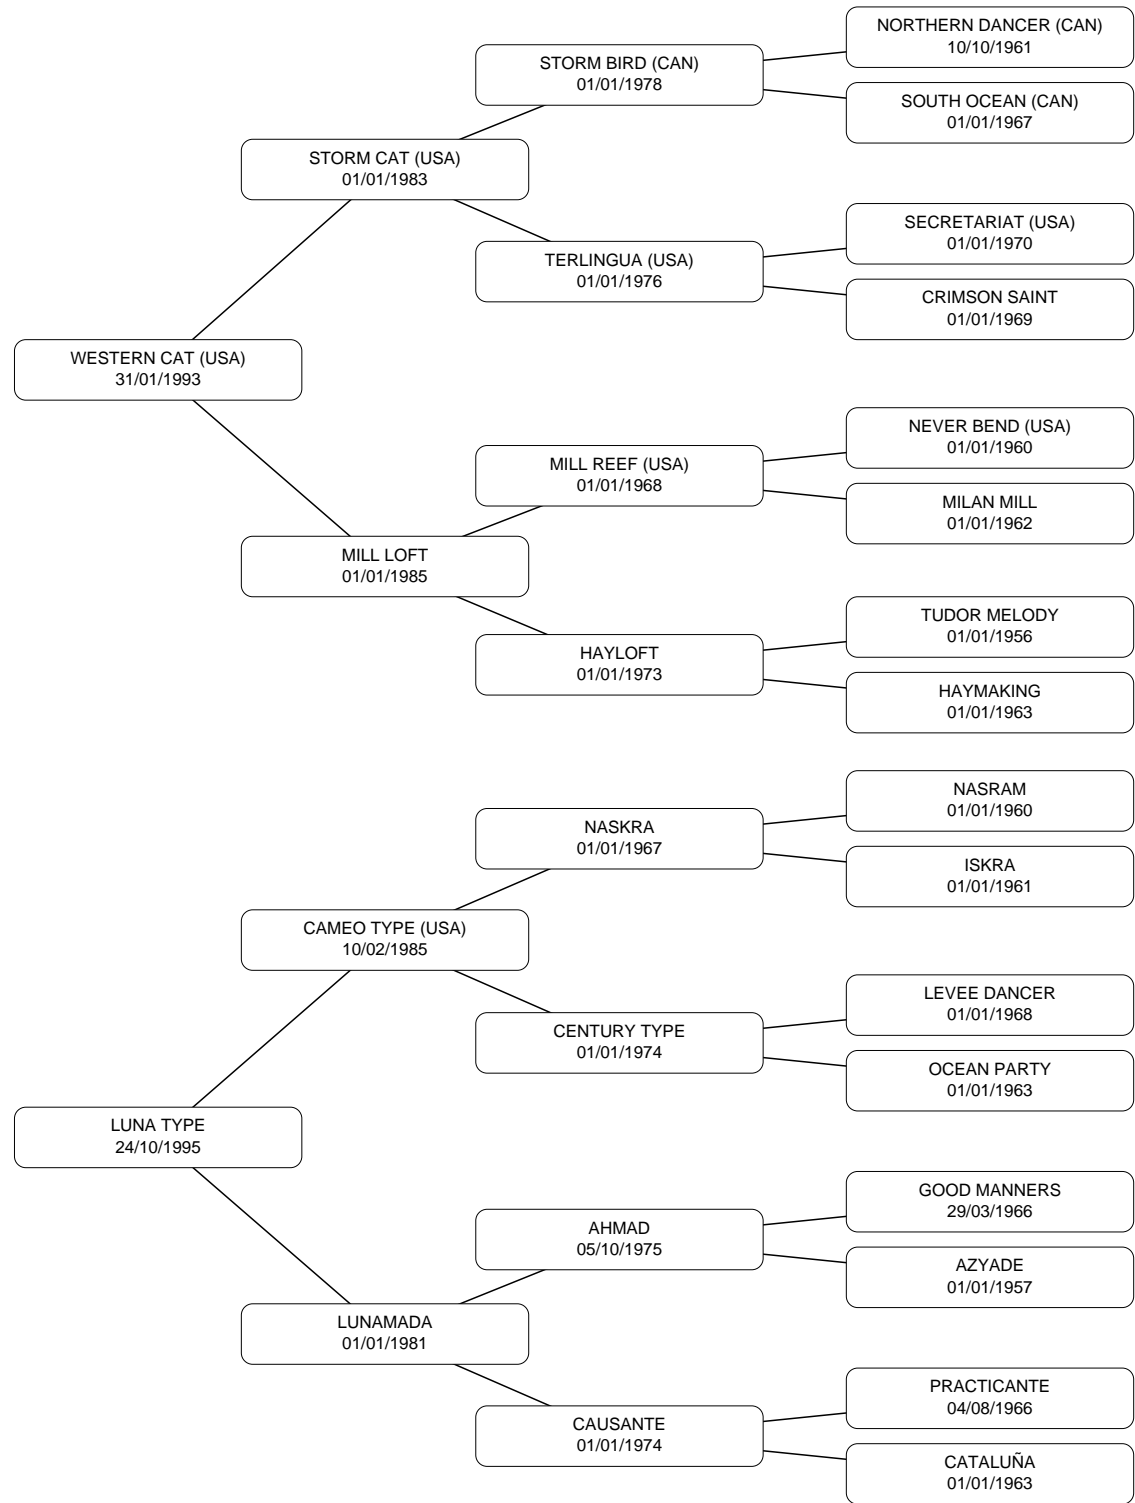 NORTHERN DANCER (CAN)
10/10/1961
STORM BIRD (CAN)
01/01/1978
SOUTH OCEAN (CAN)
01/01/1967
STORM CAT (USA)
01/01/1983
SECRETARIAT (USA)
01/01/1970
TERLINGUA (USA)
01/01/1976
CRIMSON SAINT
01/01/1969
WESTERN CAT (USA)
31/01/1993
NEVER BEND (USA)
01/01/1960
MILL REEF (USA)
01/01/1968
MILAN MILL
01/01/1962
MILL LOFT
01/01/1985
TUDOR MELODY
01/01/1956
HAYLOFT
01/01/1973
HAYMAKING
01/01/1963
NASRAM
01/01/1960
NASKRA
01/01/1967
ISKRA
01/01/1961
CAMEO TYPE (USA)
10/02/1985
LEVEE DANCER
01/01/1968
CENTURY TYPE
01/01/1974
OCEAN PARTY
01/01/1963
LUNA TYPE
24/10/1995
GOOD MANNERS
29/03/1966
AHMAD
05/10/1975
AZYADE
01/01/1957
LUNAMADA
01/01/1981
PRACTICANTE
04/08/1966
CAUSANTE
01/01/1974
CATALUÑA
01/01/1963